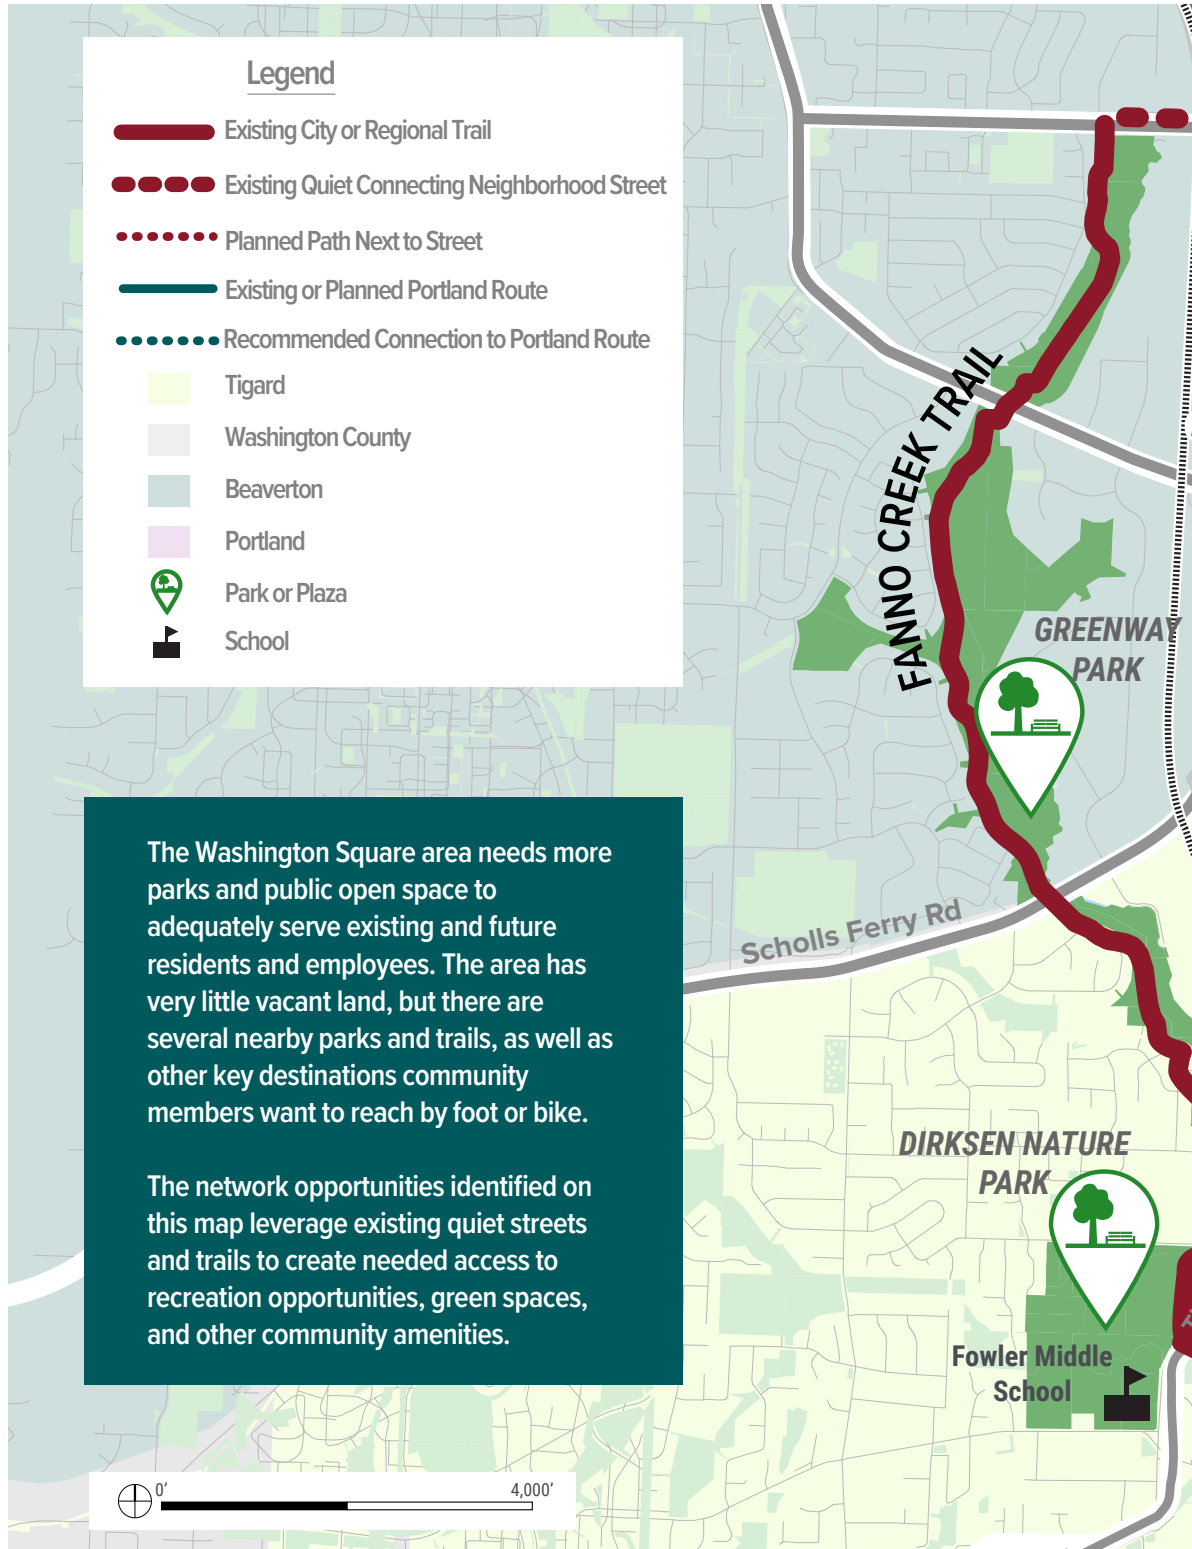 Legend
Existing City or Regional Trail
Existing Quiet Connecting Neighborhood Street
Planned Path Next to Street
Existing or Planned Portland Route
Recommended Connection to Portland Route
Tigard
Washington County
Beaverton
Portland
Park or Plaza
School
FANNO CREEK TRAIL
GREENWAY
PARK
The Washington Square area needs more
parks and public open space to
adequately serve existing and future
residents and employees. The area has
very little vacant land, but there are
several nearby parks and trails, as well as
other key destinations community
members want to reach by foot or bike.
The network opportunities identified on
this map leverage existing quiet streets
and trails to create needed access to
recreation opportunities, green spaces,
and other community amenities.
Scholls Ferry Rd
DIRKSEN NATURE
PARK
Fowler Middle
School
0’
4,000’